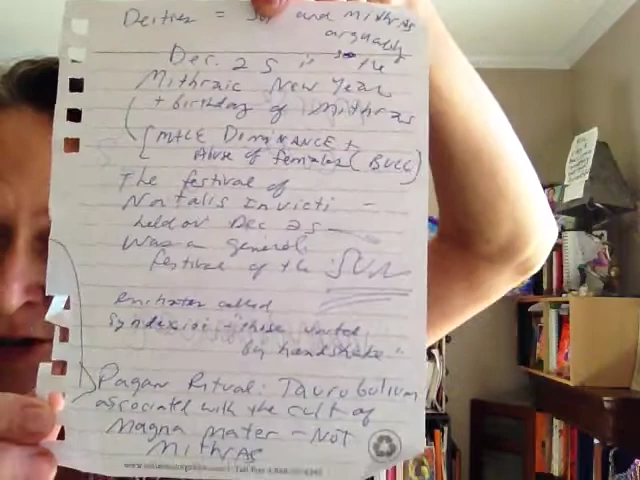 Deities = Sol and Mithras
arguably
Dec. 25 is the
Mithraic New Year
+ birthday of Mithras
[MALE DOMINANCE +
of females (BULL)
The festival of
Natalis Invicti -
held on Dec 25 -
was a general
festival of the SUN
called
Syndexioi - "those united
by handshake"
Pagan Ritual: Taurobolium
associated with the cult of
Magna Mater - NOT
Mithras